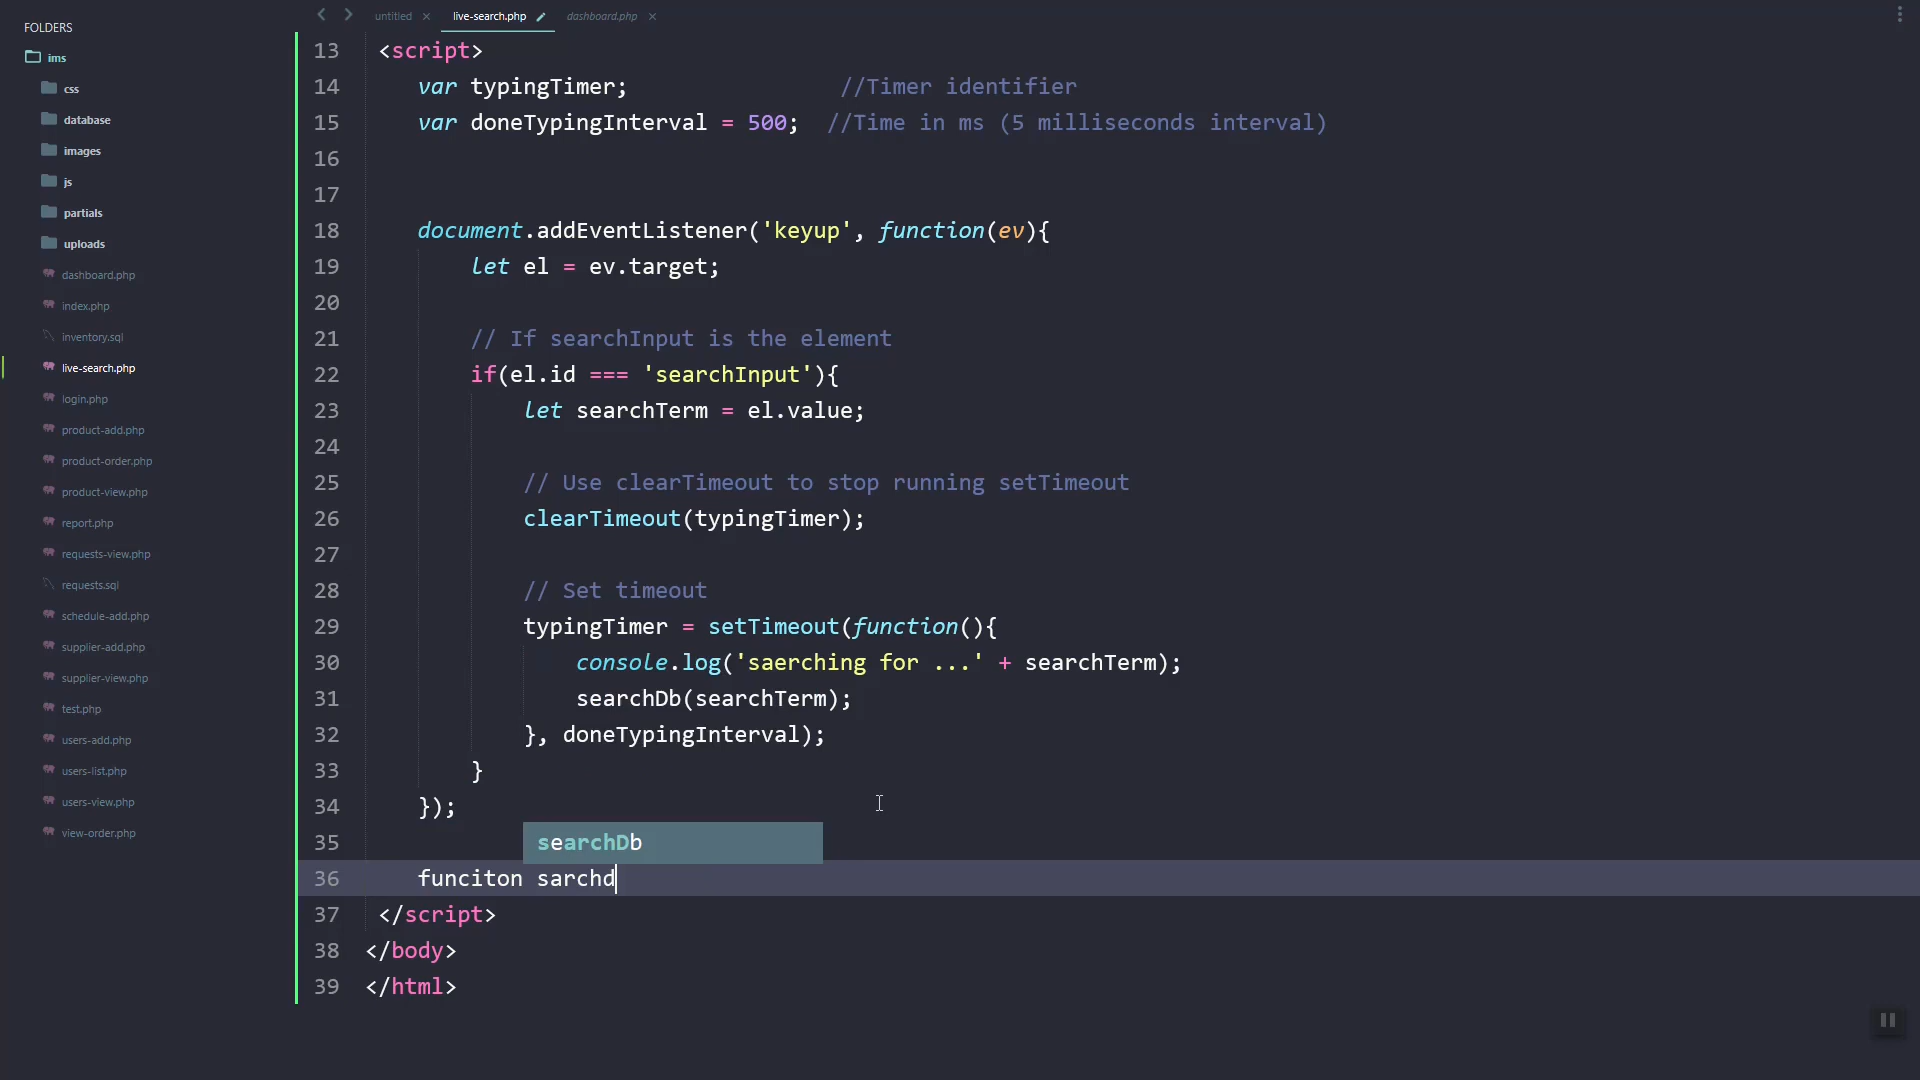 FOLDERS
ims
css
database
images
js
partials
uploads
dashboard.php
index.php
inventory.sql
live-search.php
login.php
product-add.php
product-order.php
product-view.php
report.php
requests-view.php
requests.sql
schedule-add.php
supplier-add.php
supplier-view.php
test.php
users-add.php
users-list.php
users-view.php
view-order.php
untitled × live-search.php dashboard.php ×
13 <script>
14 var typingTimer; //Timer identifier
15 var doneTypingInterval = 500; //Time in ms (5 milliseconds interval)
16
17
18 document.addEventListener('keyup', function(ev){
19 let el = ev.target;
20
21 // If searchInput is the element
22 if(el.id === 'searchInput'){
23 let searchTerm = el.value;
24
25 // Use clearTimeout to stop running setTimeout
26 clearTimeout(typingTimer);
27
28 // Set timeout
29 typingTimer = setTimeout(function(){
30 console.log('saerching for ...' + searchTerm);
31 searchDb(searchTerm);
32 }, doneTypingInterval);
33 }
34 });
35 searchDb
36 funciton sarchd
37 </script>
38 </body>
39 </html>